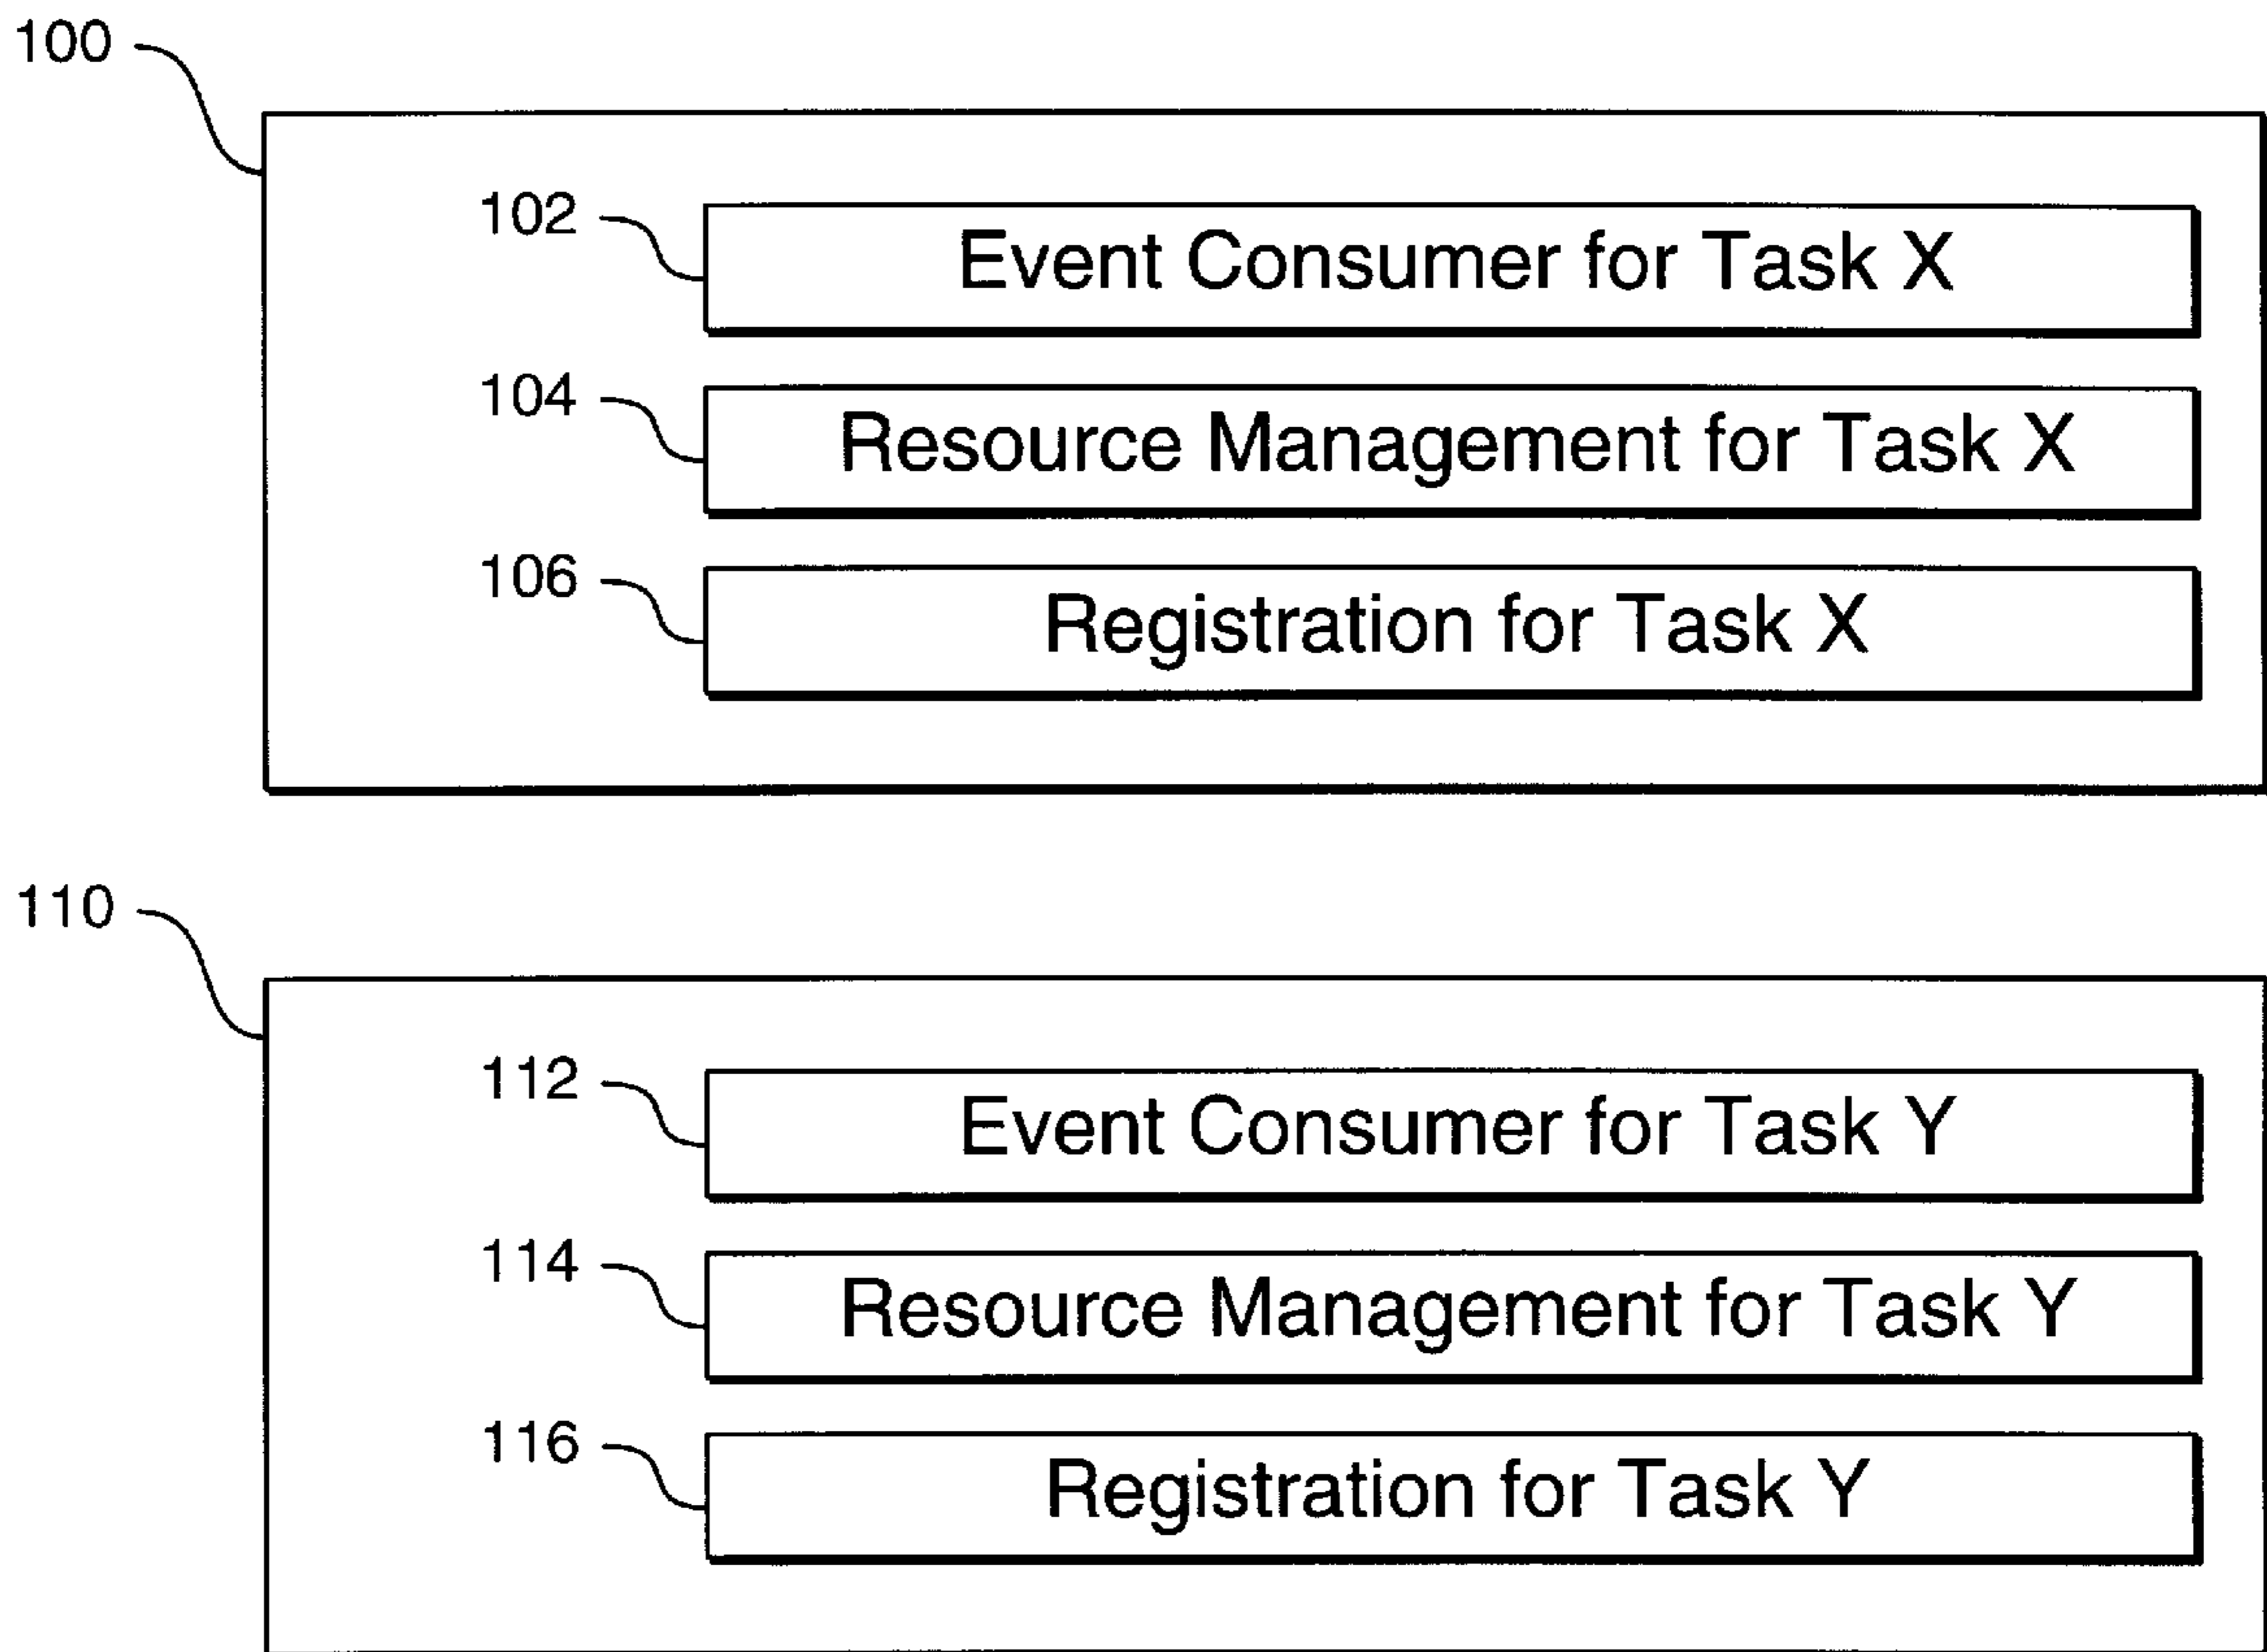 100
102 Event Consumer for Task X
104 Resource Management for Task X
106 Registration for Task X
110
112 Event Consumer for Task Y
114 Resource Management for Task Y
116 Registration for Task Y